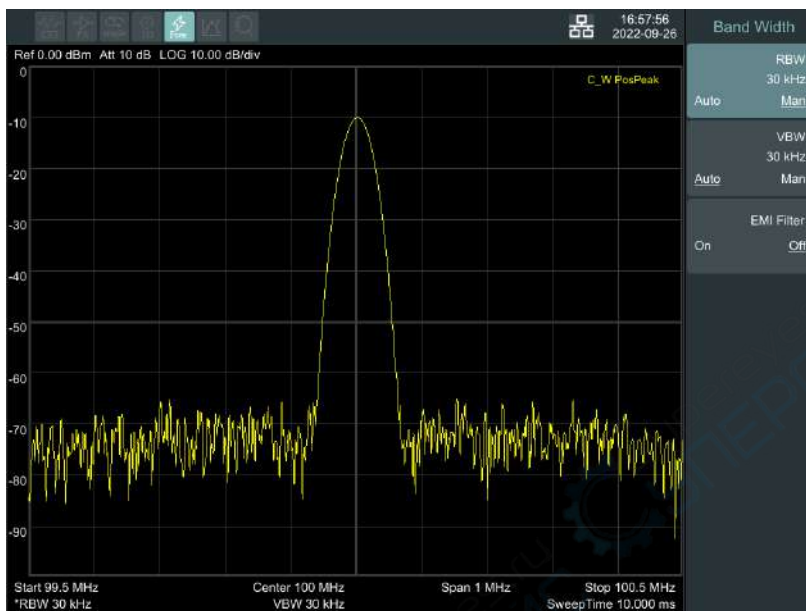 Free
16:57:56
2022-09-26
Band Width
Ref 0.00 dBm Att 10 dB LOG 10.00 dB/div
RBW
30 kHz
Auto Man
VBW
30 kHz
Auto Man
EMI Filter
On Off
C_W PosPeak
0
-10
-20
-30
-40
-50
-60
-70
-80
-90
Start 99.5 MHz Center 100 MHz Span 1 MHz Stop 100.5 MHz
*RBW 30 kHz VBW 30 kHz SweepTime 10.000 ms